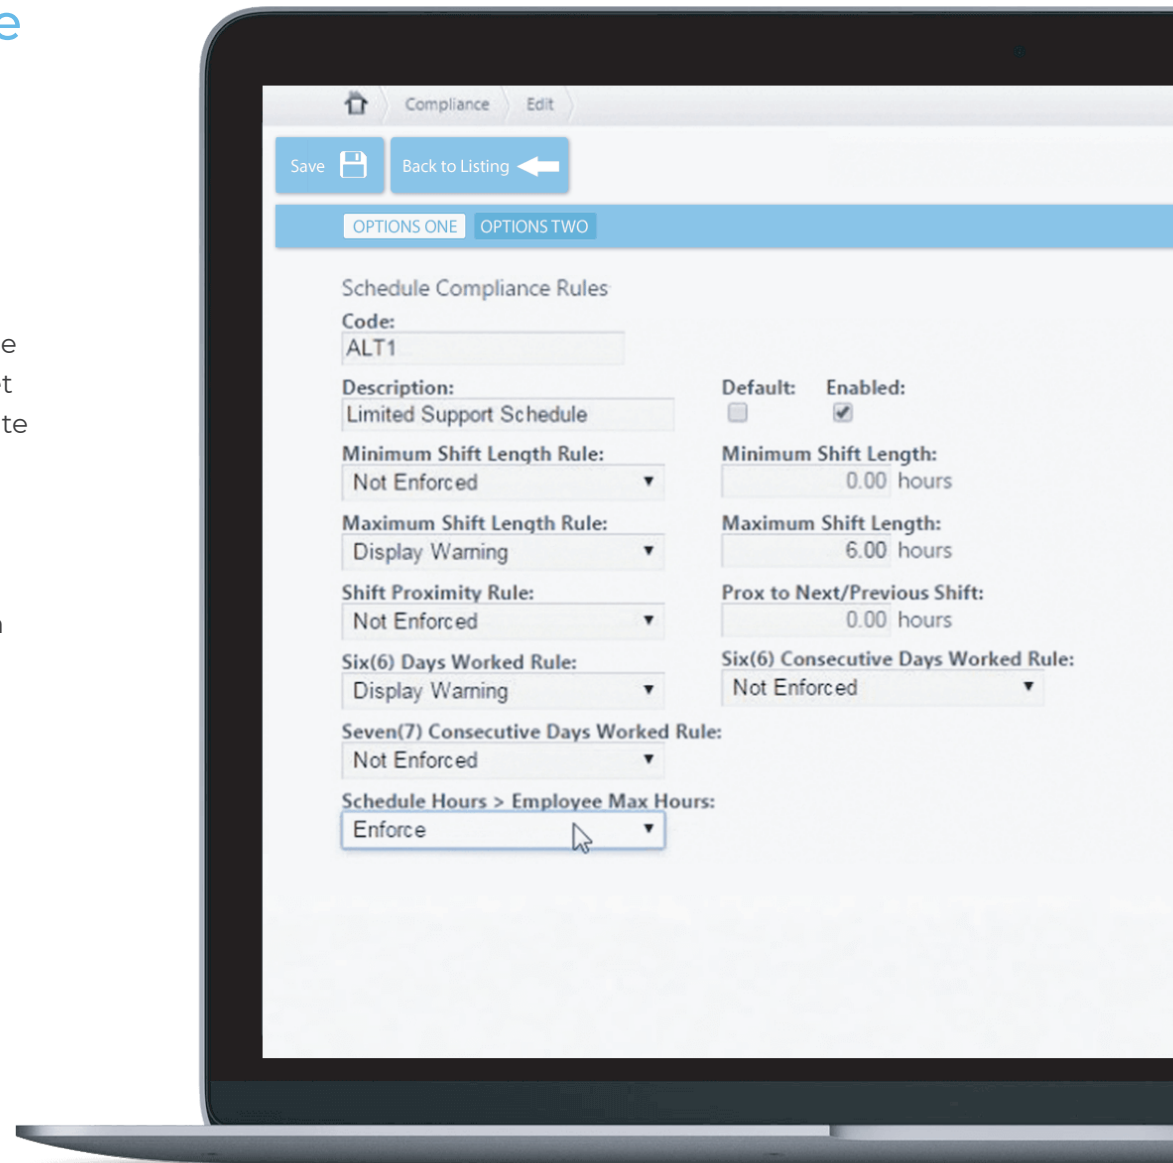 e
e
et
te
Compliance Edit
Save Back to Listing
OPTIONS ONE OPTIONS TWO
Schedule Compliance Rules
Code:
ALT1
Description: Default: Enabled:
Limited Support Schedule
Minimum Shift Length Rule: Minimum Shift Length:
Not Enforced 0.00 hours
Maximum Shift Length Rule: Maximum Shift Length:
Display Warning 6.00 hours
Shift Proximity Rule: Prox to Next/Previous Shift:
Not Enforced 0.00 hours
Six(6) Days Worked Rule: Six(6) Consecutive Days Worked Rule:
Display Warning Not Enforced
Seven(7) Consecutive Days Worked Rule:
Not Enforced
Schedule Hours > Employee Max Hours:
Enforce